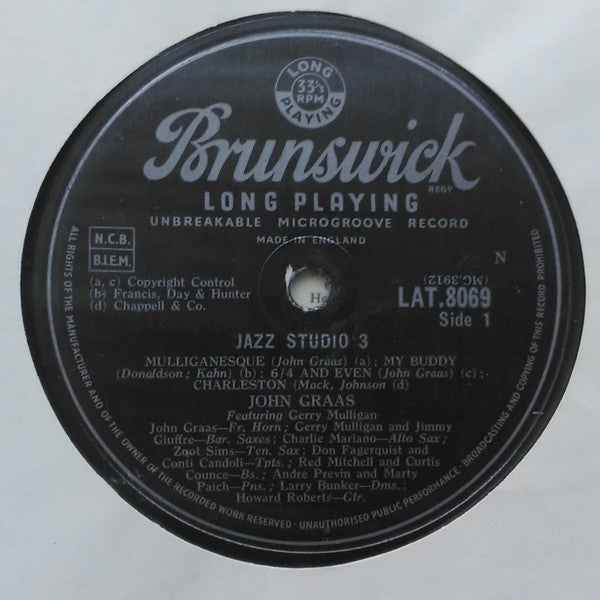 LONG
33⅓
RPM
PLAYING
Brunswick
REGD
LONG PLAYING
UNBREAKABLE MICROGROOVE RECORD
MADE IN ENGLAND
N.C.B.
B.I.E.M.
N
(MG.3912)
(a, c) Copyright Control
(b) Francis, Day & Hunter
(d) Chappell & Co.
LAT.8069
Side 1
JAZZ STUDIO 3
MULLIGANESQUE (John Graas) (a); MY BUDDY
(Donaldson; Kahn) (b); 6/4 AND EVEN (John Graas) (c);
CHARLESTON (Mack, Johnson (d)
JOHN GRAAS
Featuring Gerry Mulligan
John Graas—Fr. Horn; Gerry Mulligan and Jimmy
Giuffre—Bar. Saxes; Charlie Mariano—Alto Sax;
Zoot Sims—Ten. Sax; Don Fagerquist and
Conti Candoli—Tpts.; Red Mitchell and Curtis
Counce—Bs.; Andre Previn and Marty
Paich—Pns.; Larry Bunker—Dms.;
Howard Roberts—Gtr.
ALL RIGHTS OF THE MANUFACTURER AND OF THE OWNER OF THE RECORDED WORK RESERVED · UNAUTHORISED PUBLIC PERFORMANCE, BROADCASTING AND COPYING OF THIS RECORD PROHIBITED